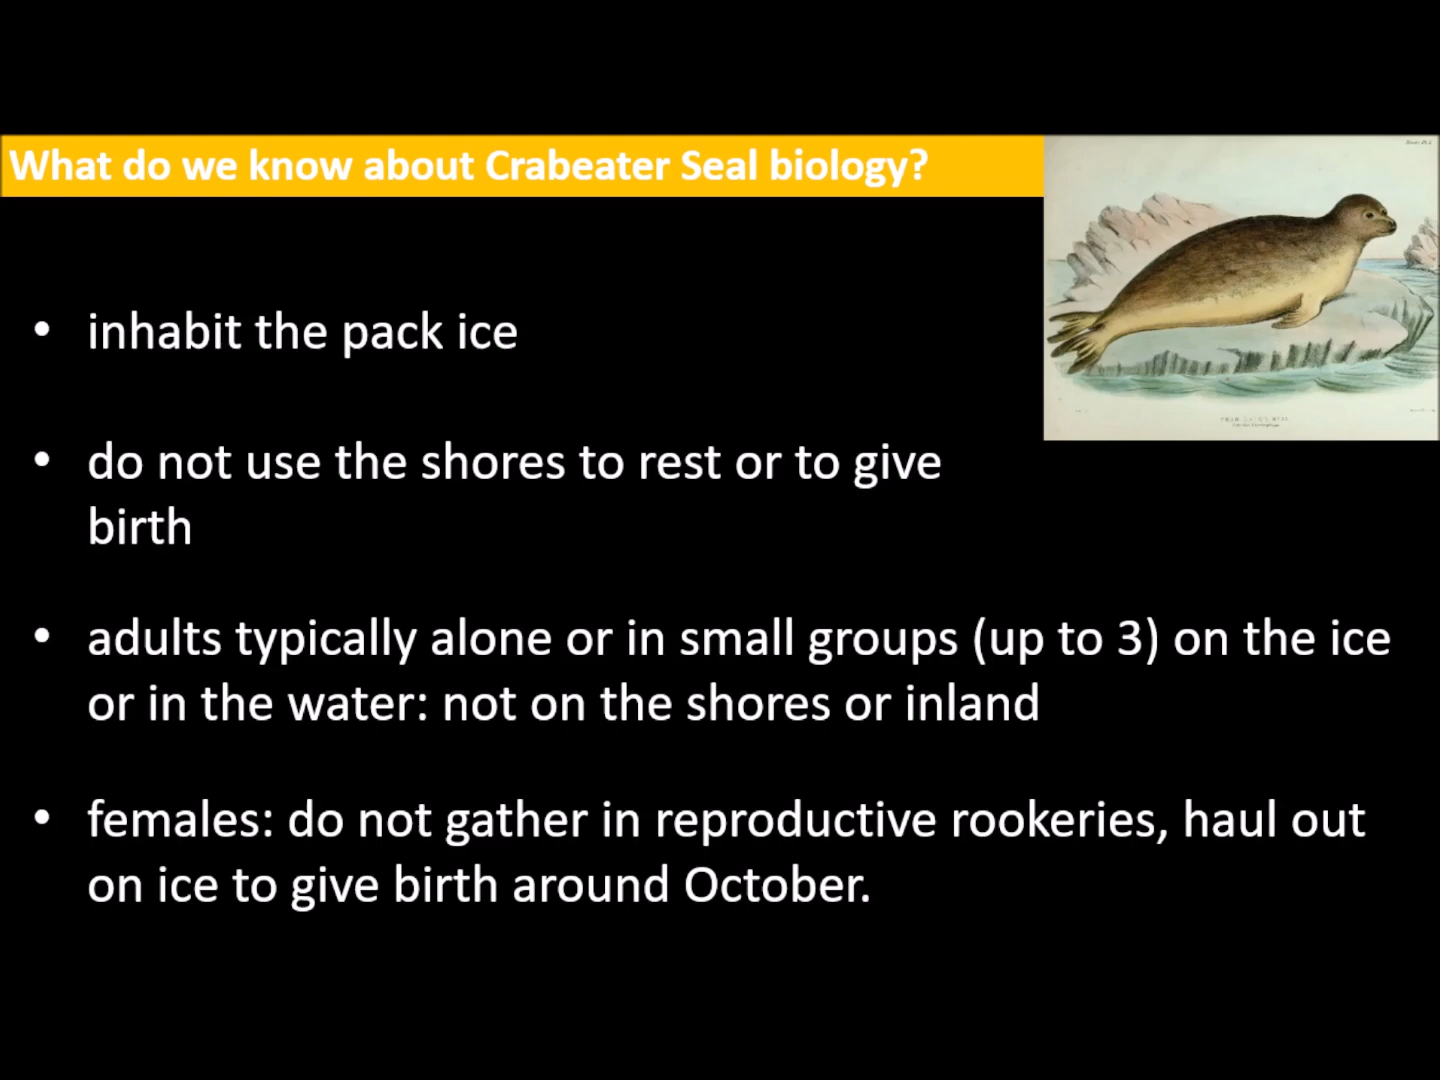 What do we know about Crabeater Seal biology?
• inhabit the pack ice
• do not use the shores to rest or to give
birth
• adults typically alone or in small groups (up to 3) on the ice
or in the water: not on the shores or inland
• females: do not gather in reproductive rookeries, haul out
on ice to give birth around October.